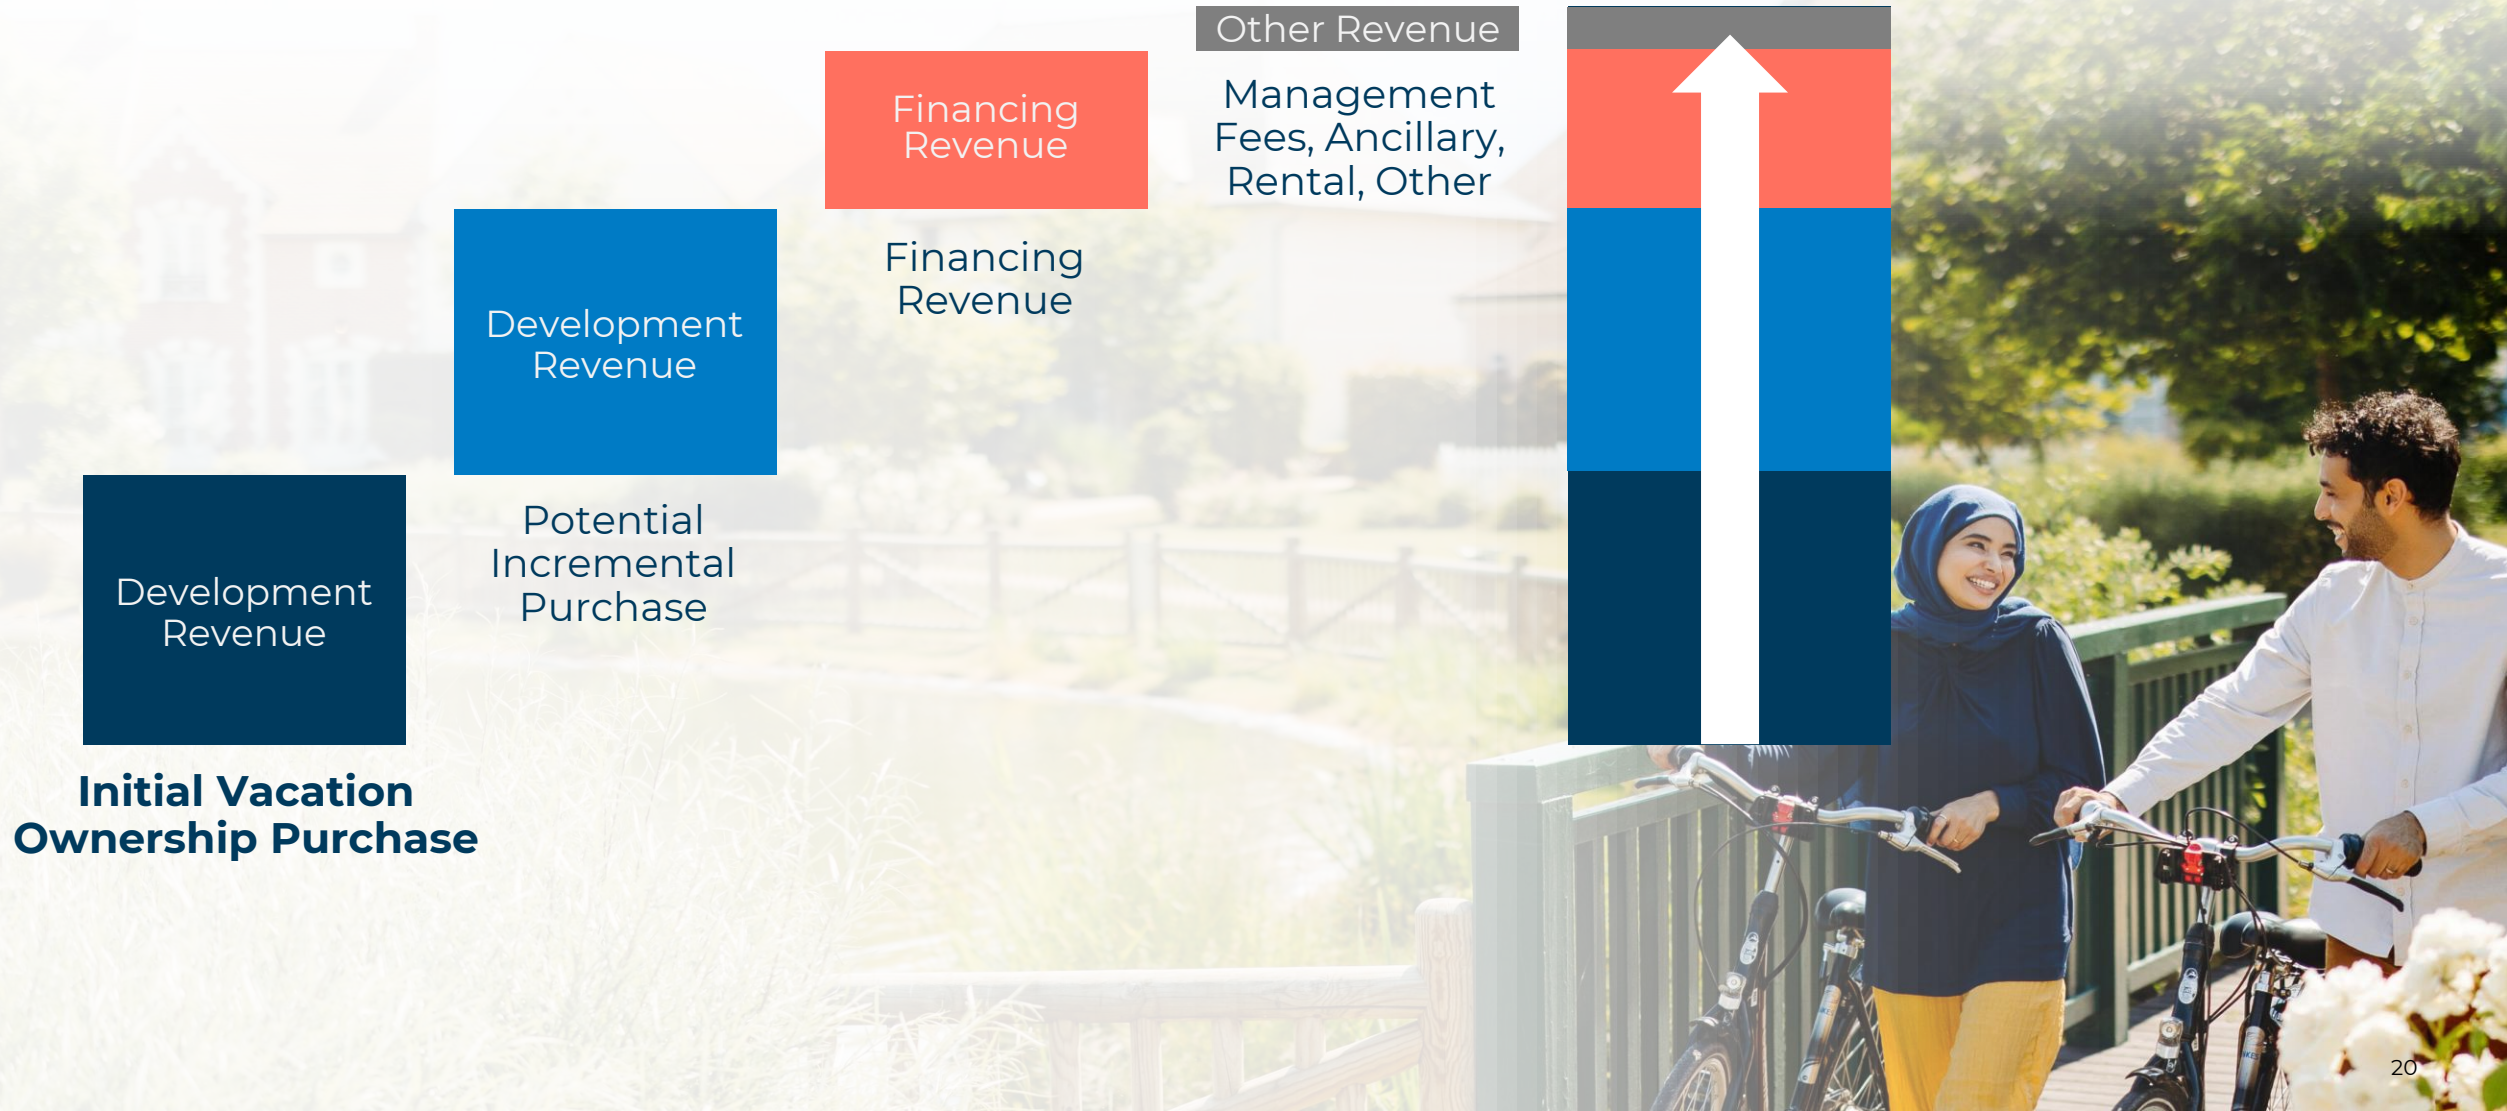 Development
Revenue
Initial Vacation
Ownership Purchase
Development
Revenue
Potential
Incremental
Purchase
Financing
Revenue
Financing
Revenue
Other Revenue
Management
Fees, Ancillary,
Rental, Other
20